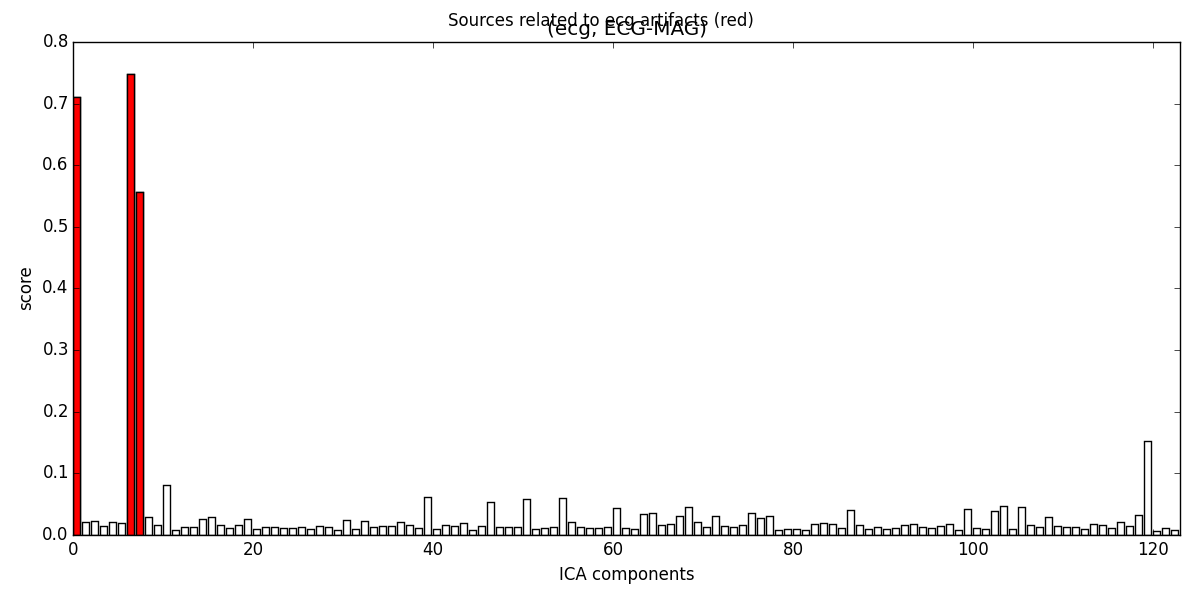 Sources related to ecg artifacts (red)
(ecg, ECG-MAG)
0.8
0.7
0.6
0.5
0.4
0.3
0.2
0.1
0.0
score
0 20 40 60 80 100 120
ICA components